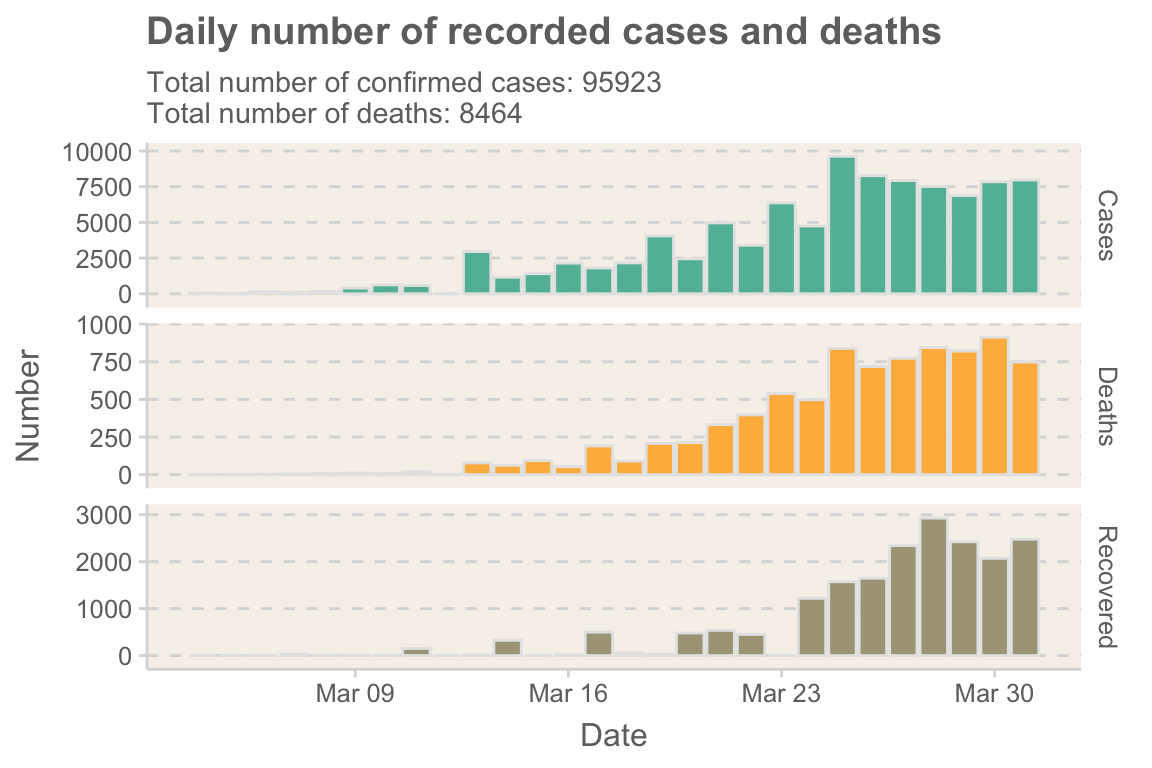 Daily number of recorded cases and deaths
Total number of confirmed cases: 95923
Total number of deaths: 8464
10000
7500
5000
2500
0
Cases
1000
750
500
250
0
Deaths
3000
2000
1000
0
Recovered
Number
Mar 09 Mar 16 Mar 23 Mar 30
Date